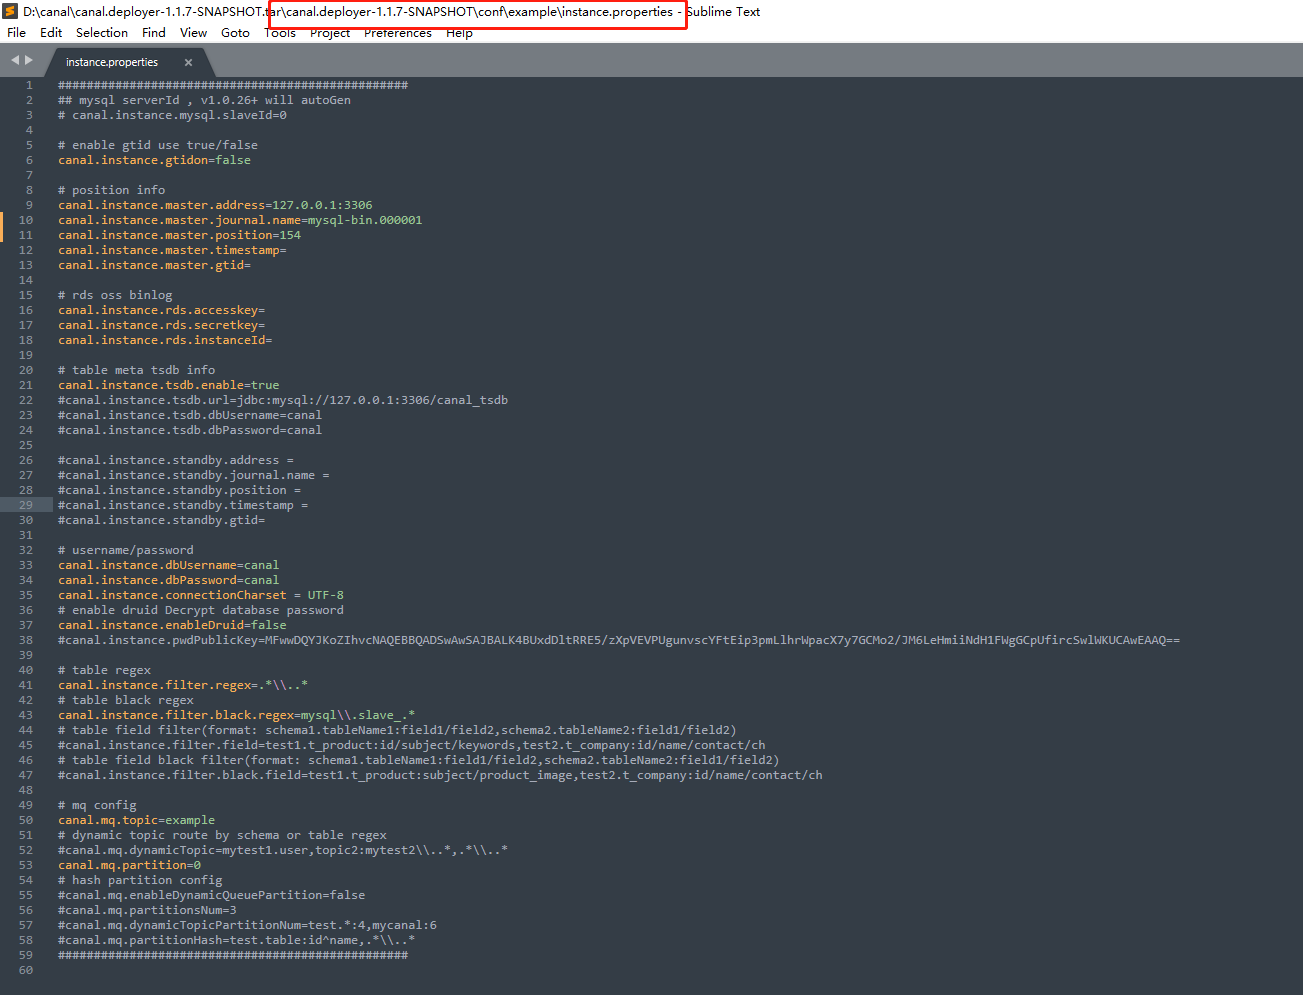 D:\canal\canal.deployer-1.1.7-SNAPSHOT.tar\canal.deployer-1.1.7-SNAPSHOT\conf\example\instance.properties - Sublime Text
File Edit Selection Find View Goto Tools Project Preferences Help
instance.properties ×
1 #################################################
2 ## mysql serverId , v1.0.26+ will autoGen
3 # canal.instance.mysql.slaveId=0
4
5 # enable gtid use true/false
6 canal.instance.gtidon=false
7
8 # position info
9 canal.instance.master.address=127.0.0.1:3306
10 canal.instance.master.journal.name=mysql-bin.000001
11 canal.instance.master.position=154
12 canal.instance.master.timestamp=
13 canal.instance.master.gtid=
14
15 # rds oss binlog
16 canal.instance.rds.accesskey=
17 canal.instance.rds.secretkey=
18 canal.instance.rds.instanceId=
19
20 # table meta tsdb info
21 canal.instance.tsdb.enable=true
22 #canal.instance.tsdb.url=jdbc:mysql://127.0.0.1:3306/canal_tsdb
23 #canal.instance.tsdb.dbUsername=canal
24 #canal.instance.tsdb.dbPassword=canal
25
26 #canal.instance.standby.address =
27 #canal.instance.standby.journal.name =
28 #canal.instance.standby.position =
29 #canal.instance.standby.timestamp =
30 #canal.instance.standby.gtid=
31
32 # username/password
33 canal.instance.dbUsername=canal
34 canal.instance.dbPassword=canal
35 canal.instance.connectionCharset = UTF-8
36 # enable druid Decrypt database password
37 canal.instance.enableDruid=false
38 #canal.instance.pwdPublicKey=MFwwDQYJKoZIhvcNAQEBBQADSwAwSAJBALK4BUxdDltRRE5/zXpVEVPUgunvscYFtEip3pmLlhrWpacX7y7GCMo2/JM6LeHmiiNdH1FWgGCpUfircSwlWKUCAwEAAQ==
39
40 # table regex
41 canal.instance.filter.regex=.*\\..*
42 # table black regex
43 canal.instance.filter.black.regex=mysql\\.slave_.*
44 # table field filter(format: schema1.tableName1:field1/field2,schema2.tableName2:field1/field2)
45 #canal.instance.filter.field=test1.t_product:id/subject/keywords,test2.t_company:id/name/contact/ch
46 # table field black filter(format: schema1.tableName1:field1/field2,schema2.tableName2:field1/field2)
47 #canal.instance.filter.black.field=test1.t_product:subject/product_image,test2.t_company:id/name/contact/ch
48
49 # mq config
50 canal.mq.topic=example
51 # dynamic topic route by schema or table regex
52 #canal.mq.dynamicTopic=mytest1.user,topic2:mytest2\\..*,.*\\..*
53 canal.mq.partition=0
54 # hash partition config
55 #canal.mq.enableDynamicQueuePartition=false
56 #canal.mq.partitionsNum=3
57 #canal.mq.dynamicTopicPartitionNum=test.*:4,mycanal:6
58 #canal.mq.partitionHash=test.table:id^name,.*\\..*
59 #################################################
60